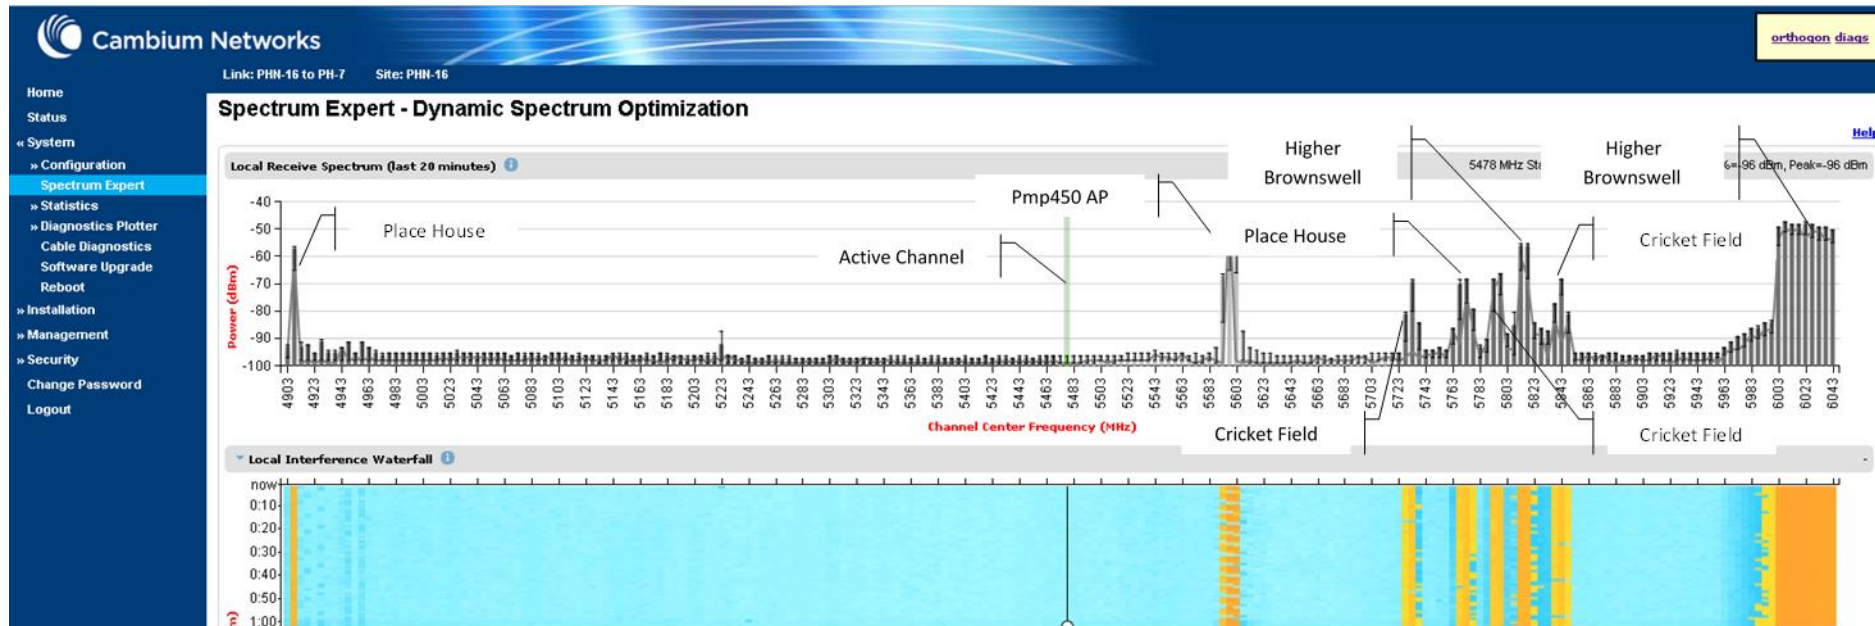 Cambium Networks
orthogon diags
Link: PHN-16 to PH-7 Site: PHN-16
Home
Status
« System
» Configuration
Spectrum Expert
» Statistics
» Diagnostics Plotter
Cable Diagnostics
Software Upgrade
Reboot
» Installation
» Management
» Security
Change Password
Logout
Spectrum Expert - Dynamic Spectrum Optimization
Help
Local Receive Spectrum (last 20 minutes)
5478 MHz
=-96 dBm, Peak=-96 dBm
Higher
Brownswell
Higher
Brownswell
Pmp450 AP
Place House
Active Channel
Place House
Cricket Field
Power (dBm)
-40
-50
-60
-70
-80
-90
-100
4903 4923 4943 4963 4983 5003 5023 5043 5063 5083 5103 5123 5143 5163 5183 5203 5223 5243 5263 5283 5303 5323 5343 5363 5383 5403 5423 5443 5463 5483 5503 5523 5543 5563 5583 5603 5623 5643 5663 5683 5703 5723 5743 5763 5783 5803 5823 5843 5863 5883 5903 5923 5943 5963 5983 6003 6023 6043
Channel Center Frequency (MHz)
Cricket Field
Cricket Field
Local Interference Waterfall
-
now
0:10
0:20
0:30
0:40
0:50
1:00